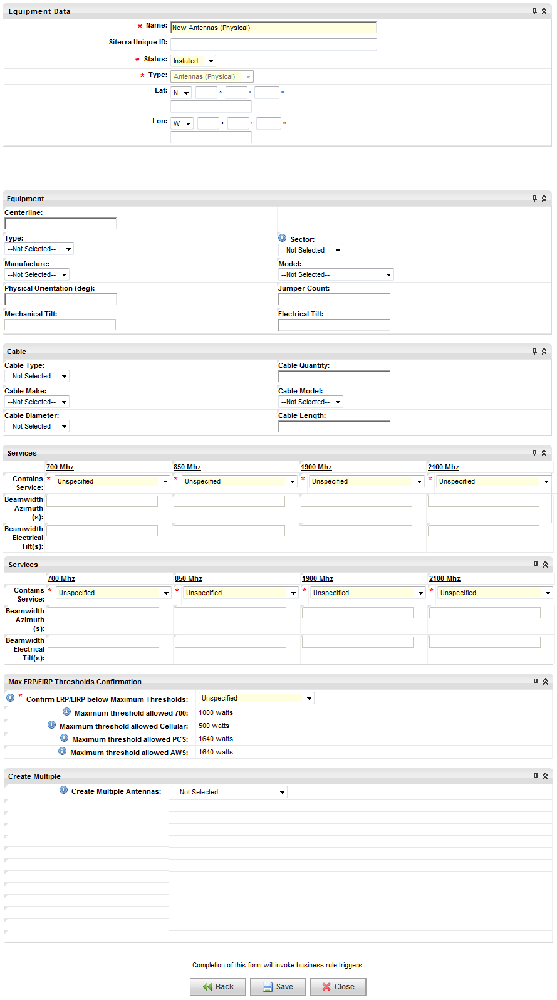 Equipment Data
* Name: New Antennas (Physical)
Siterra Unique ID:
* Status: Installed
* Type: Antennas (Physical)
Lat: N ° ' "
Lon: W ° ' "
Equipment
Centerline:
Type: Sector:
--Not Selected-- --Not Selected--
Manufacture: Model:
--Not Selected-- --Not Selected--
Physical Orientation (deg): Jumper Count:
Mechanical Tilt: Electrical Tilt:
Cable
Cable Type: Cable Quantity:
--Not Selected--
Cable Make: Cable Model:
--Not Selected-- --Not Selected--
Cable Diameter: Cable Length:
--Not Selected--
Services
700 Mhz 850 Mhz 1900 Mhz 2100 Mhz
Contains Service: * Unspecified * Unspecified * Unspecified * Unspecified
Beamwidth
Azimuth
(s):
Beamwidth
Electrical
Tilt(s):
Services
700 Mhz 850 Mhz 1900 Mhz 2100 Mhz
Contains Service: * Unspecified * Unspecified * Unspecified * Unspecified
Beamwidth
Azimuth
(s):
Beamwidth
Electrical
Tilt(s):
Max ERP/EIRP Thresholds Confirmation
* Confirm ERP/EIRP below Maximum Thresholds: Unspecified
Maximum threshold allowed 700: 1000 watts
Maximum threshold allowed Cellular: 500 watts
Maximum threshold allowed PCS: 1640 watts
Maximum threshold allowed AWS: 1640 watts
Create Multiple
Create Multiple Antennas: --Not Selected--
Completion of this form will invoke business rule triggers.
Back Save Close